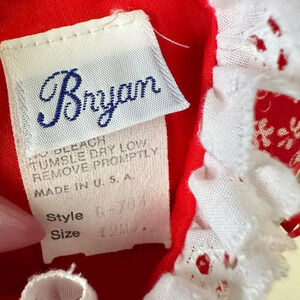 Bryan
NO BLEACH
TUMBLE DRY LOW
REMOVE PROMPTLY
MADE IN U.S.A.
Style
Size